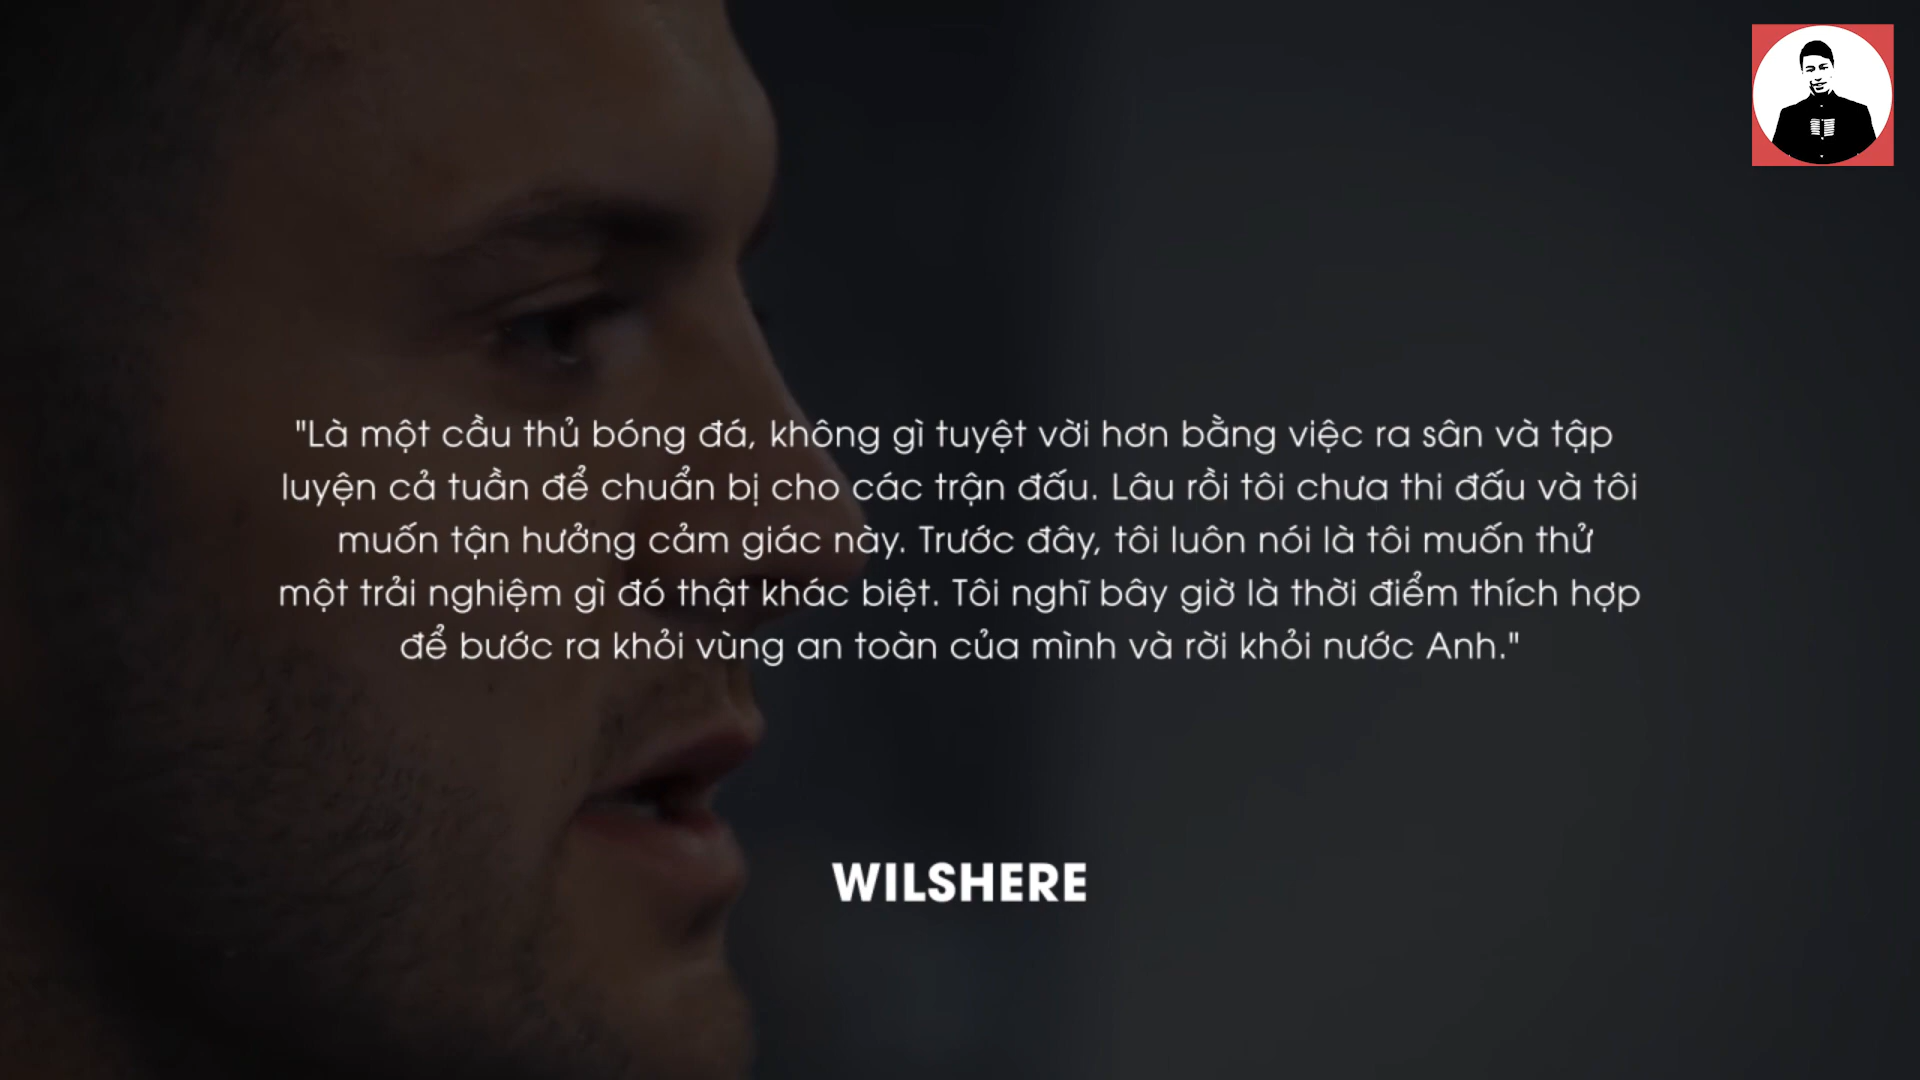 "Là một cầu thủ bóng đá, không gì tuyệt vời hơn bằng việc ra sân và tập
luyện cả tuần để chuẩn bị cho các trận đấu. Lâu rồi tôi chưa thi đấu và tôi
muốn tận hưởng cảm giác này. Trước đây, tôi luôn nói là tôi muốn thử
một trải nghiệm gì đó thật khác biệt. Tôi nghĩ bây giờ là thời điểm thích hợp
để bước ra khỏi vùng an toàn của mình và rời khỏi nước Anh."
WILSHERE